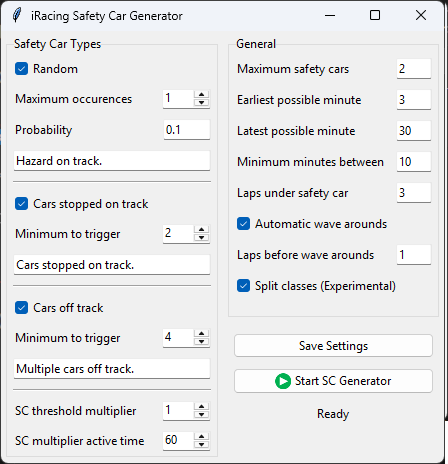 iRacing Safety Car Generator
Safety Car Types
Random
Maximum occurences 1
Probability 0.1
Hazard on track.
Cars stopped on track
Minimum to trigger 2
Cars stopped on track.
Cars off track
Minimum to trigger 4
Multiple cars off track.
SC threshold multiplier 1
SC multiplier active time 60
General
Maximum safety cars 2
Earliest possible minute 3
Latest possible minute 30
Minimum minutes between 10
Laps under safety car 3
Automatic wave arounds
Laps before wave arounds 1
Split classes (Experimental)
Save Settings
Start SC Generator
Ready